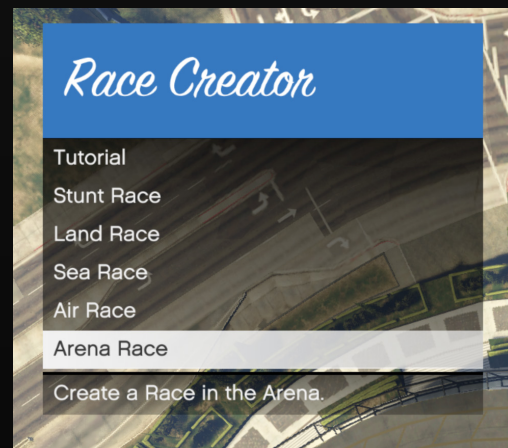 Race Creator
Tutorial
Stunt Race
Land Race
Sea Race
Air Race
Arena Race
Create a Race in the Arena.